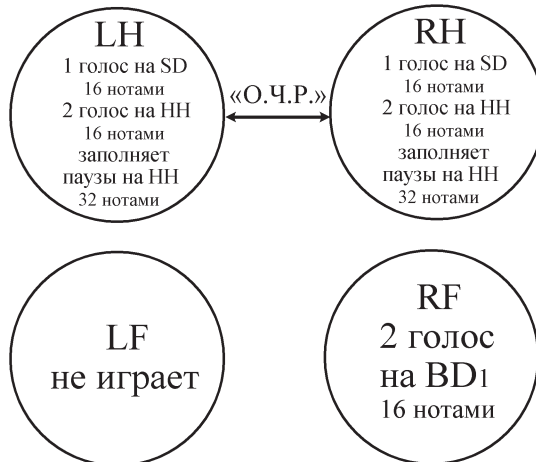 LH
1 голос на SD
16 нотами
2 голос на HH
16 нотами
заполняет
паузы на HH
32 нотами
«О.Ч.Р.»
RH
1 голос на SD
16 нотами
2 голос на HH
16 нотами
заполняет
паузы на HH
32 нотами
LF
не играет
RF
2 голос
на BD1
16 нотами